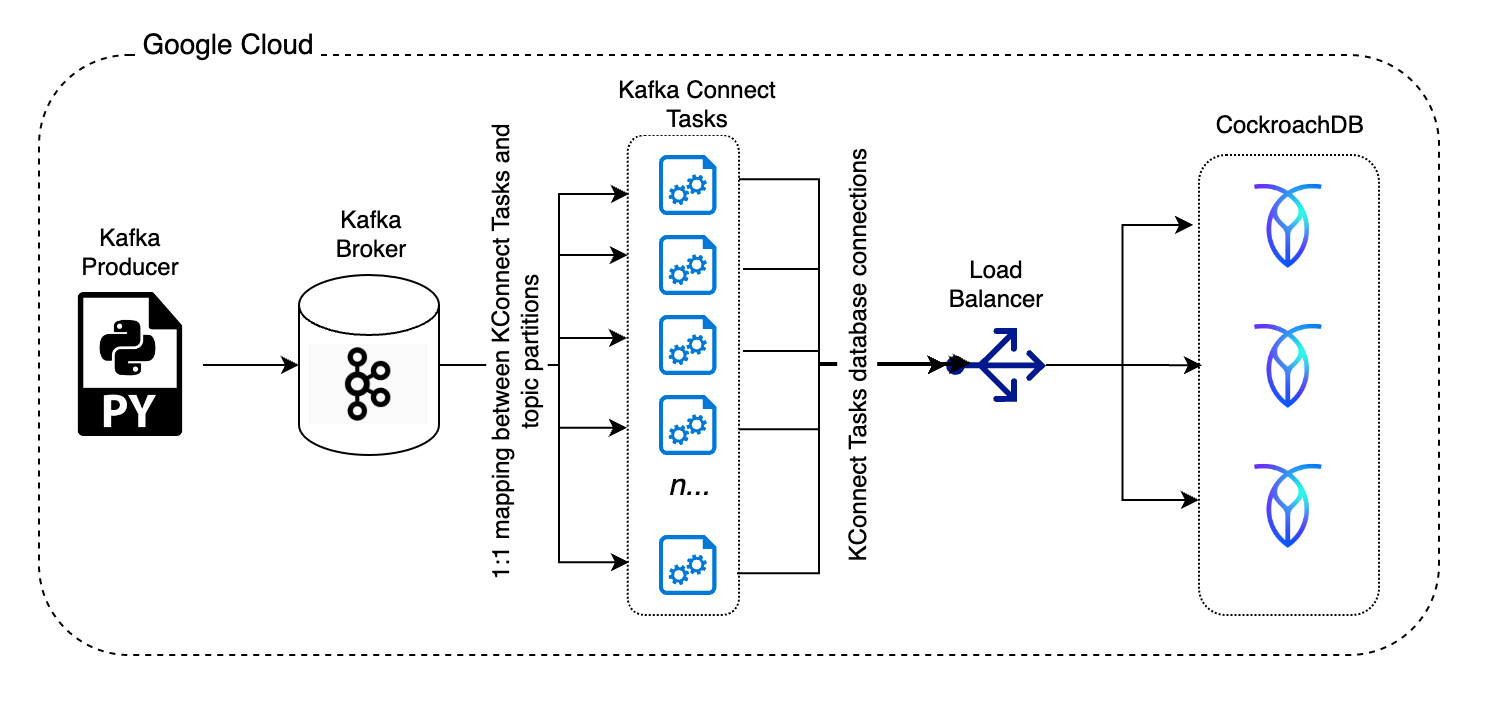 Google Cloud
Kafka
Producer
PY
Kafka
Broker
1:1 mapping between KConnect Tasks and
topic partitions
Kafka Connect
Tasks
n...
KConnect Tasks database connections
Load
Balancer
CockroachDB